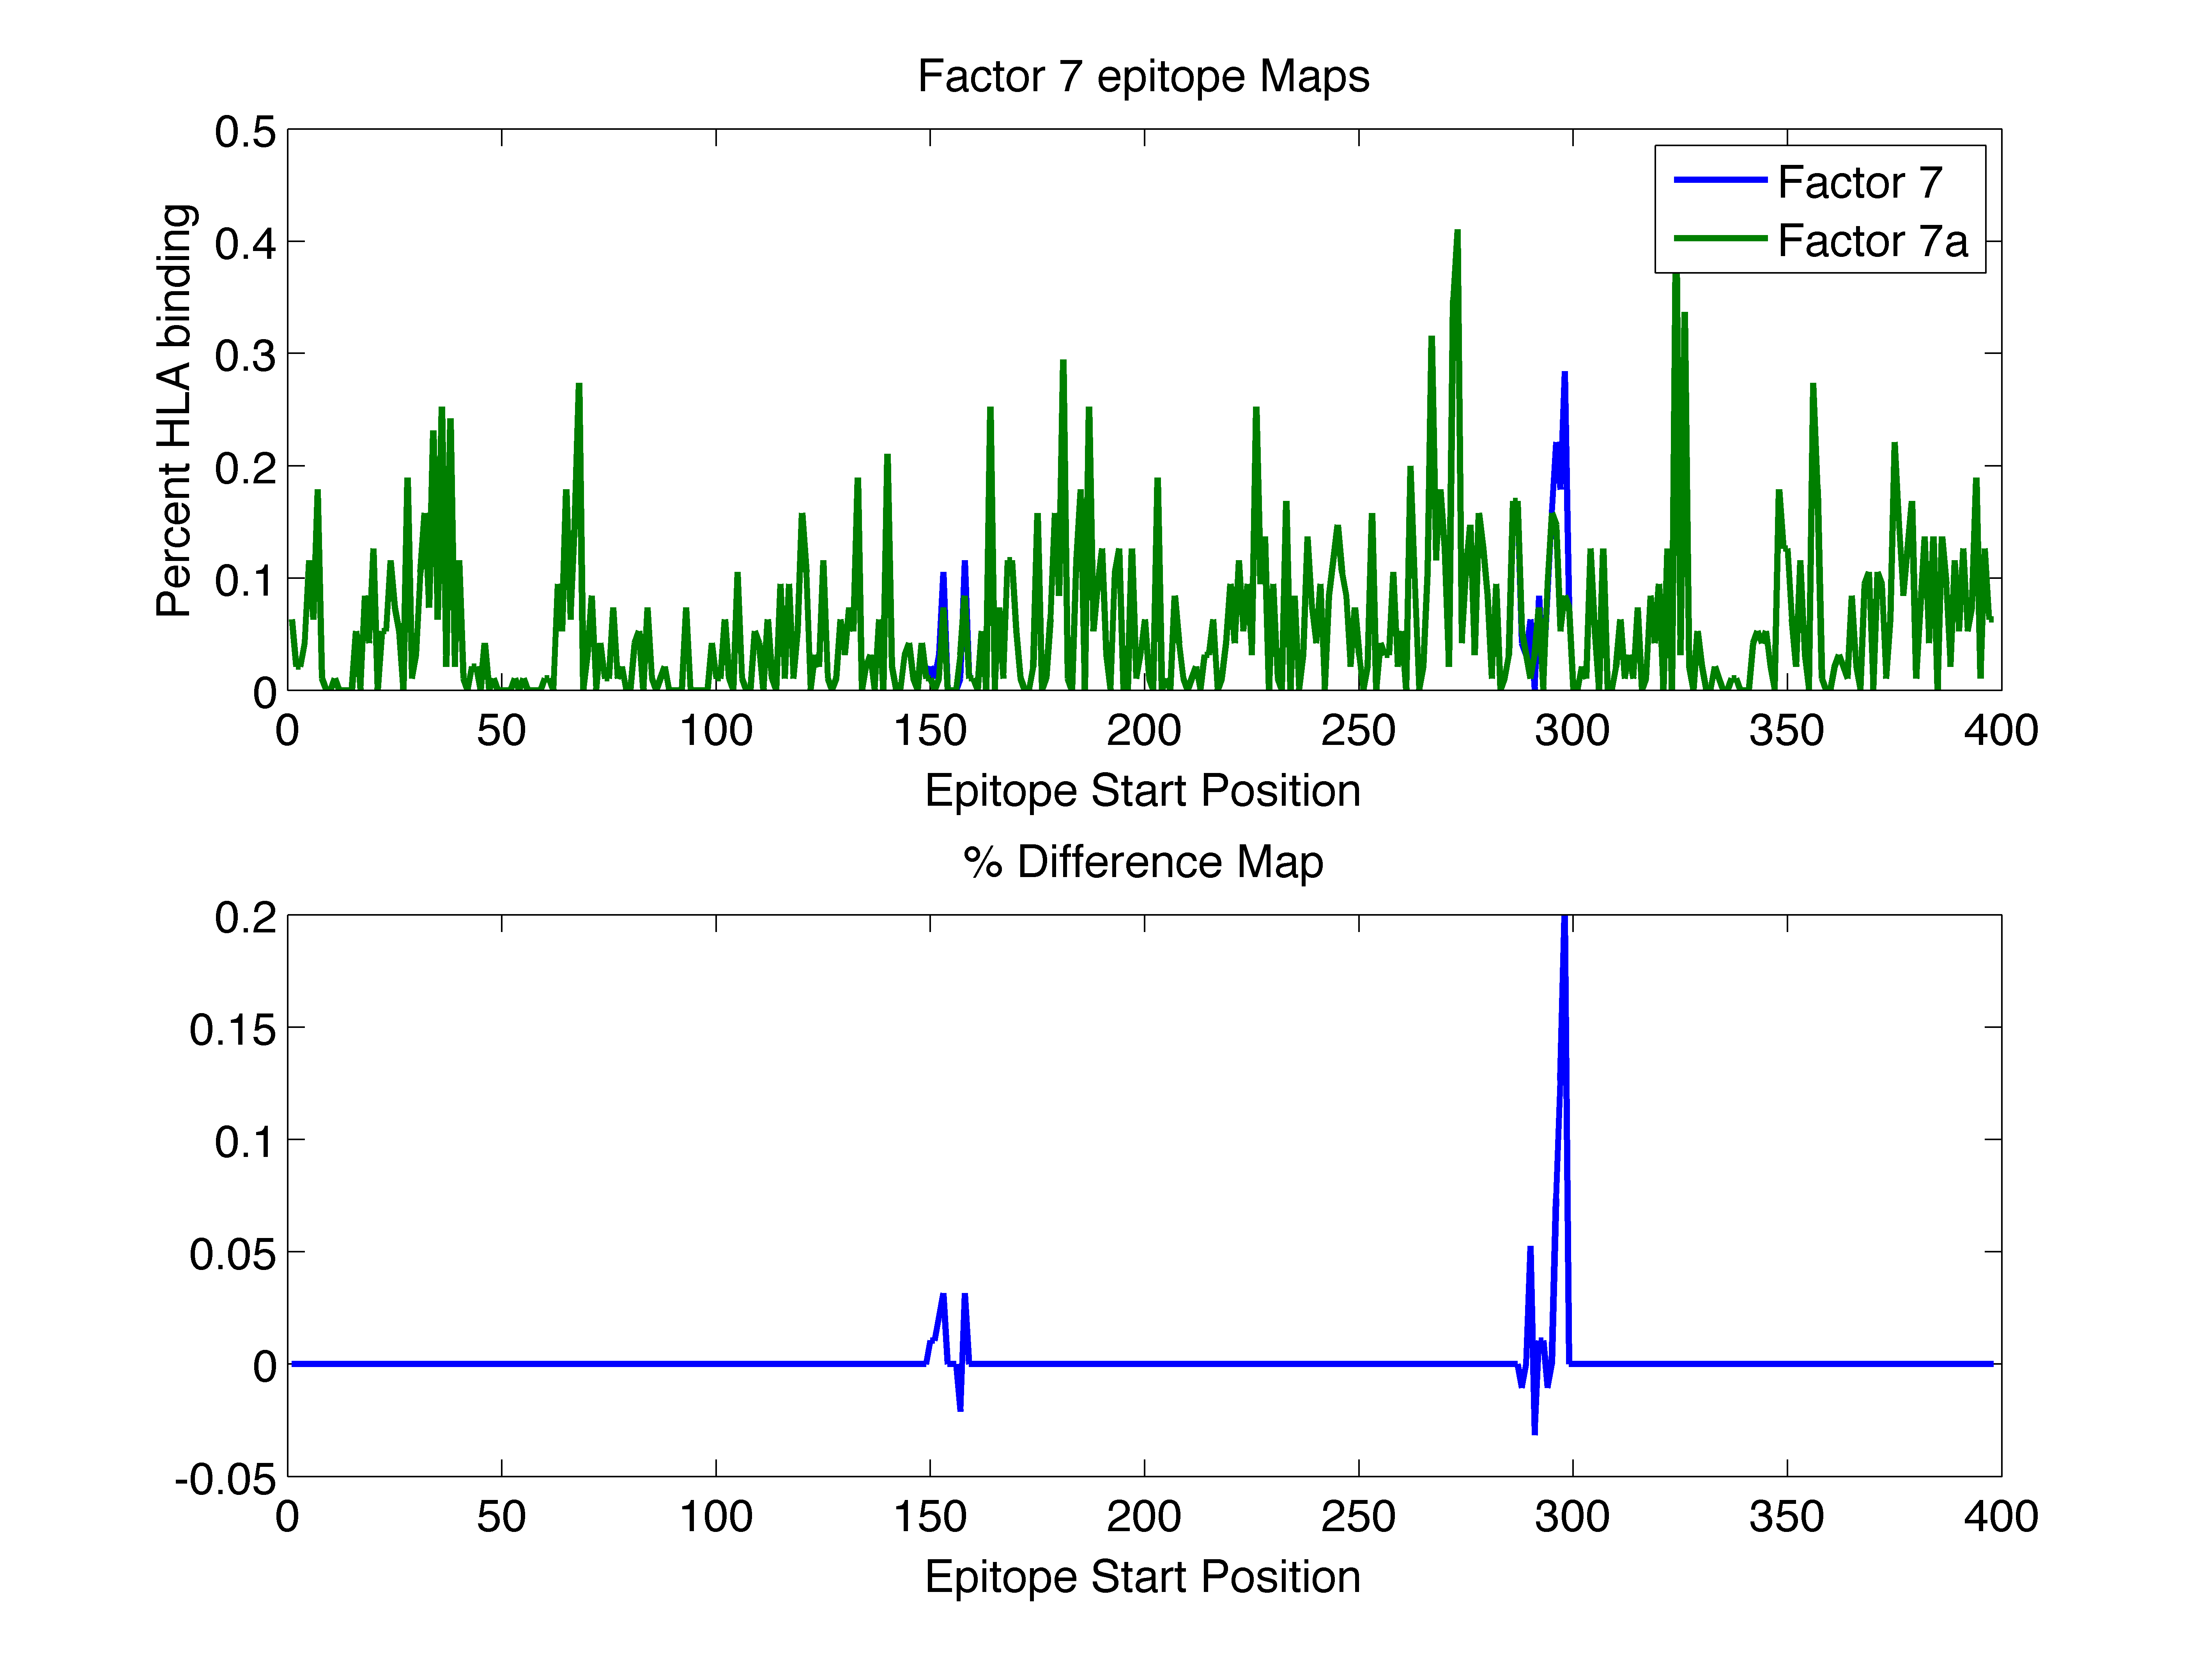 Factor 7 epitope Maps
0.5
0.4
0.3
0.2
0.1
0
Percent HLA binding
Factor 7
Factor 7a
0 50 100 150 200 250 300 350 400
Epitope Start Position
% Difference Map
0.2
0.15
0.1
0.05
0
-0.05
0 50 100 150 200 250 300 350 400
Epitope Start Position